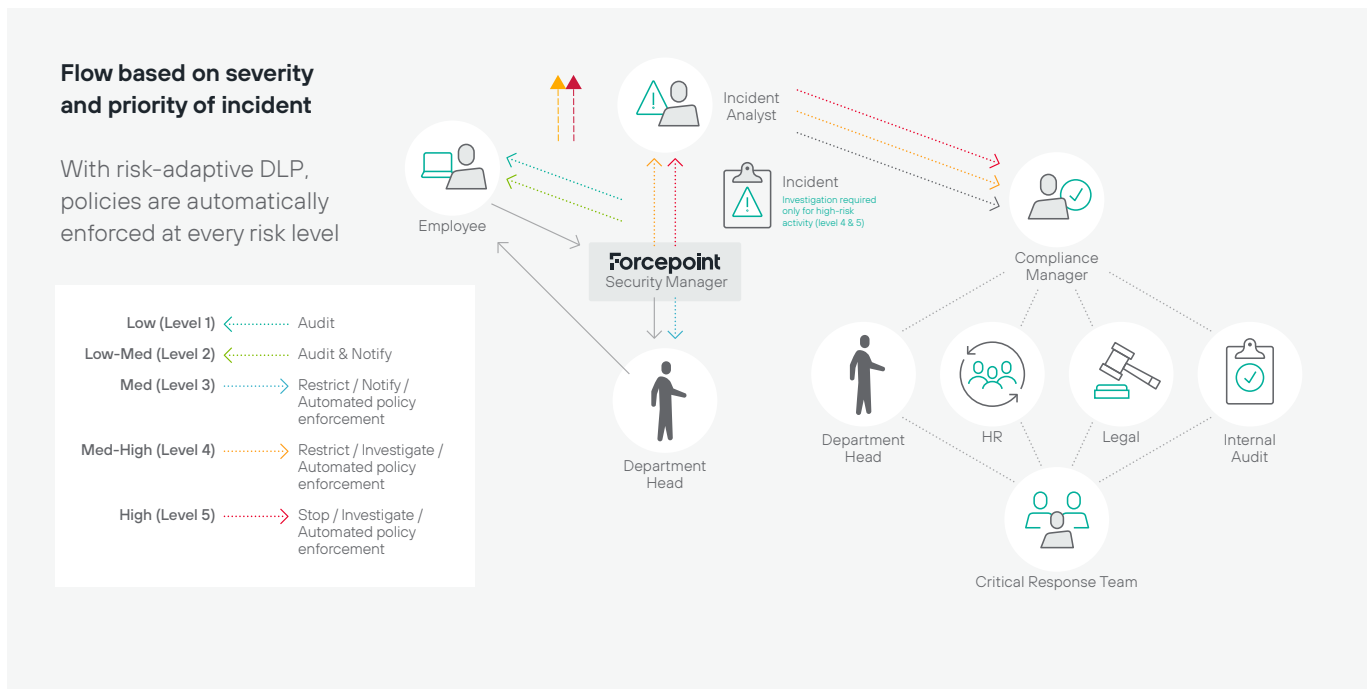 Flow based on severity
and priority of incident
With risk-adaptive DLP,
policies are automatically
enforced at every risk level
Low (Level 1)
Audit
Low-Med (Level 2)
Audit & Notify
Med (Level 3)
Restrict / Notify /
Automated policy
enforcement
Med-High (Level 4)
Restrict / Investigate /
Automated policy
enforcement
High (Level 5)
Stop / Investigate /
Automated policy
enforcement
Employee
Incident
Analyst
Incident
Investigation required
only for high-risk
activity (level 4 & 5)
Forcepoint
Security Manager
Department
Head
Compliance
Manager
Department
Head
HR
Legal
Internal
Audit
Critical Response Team